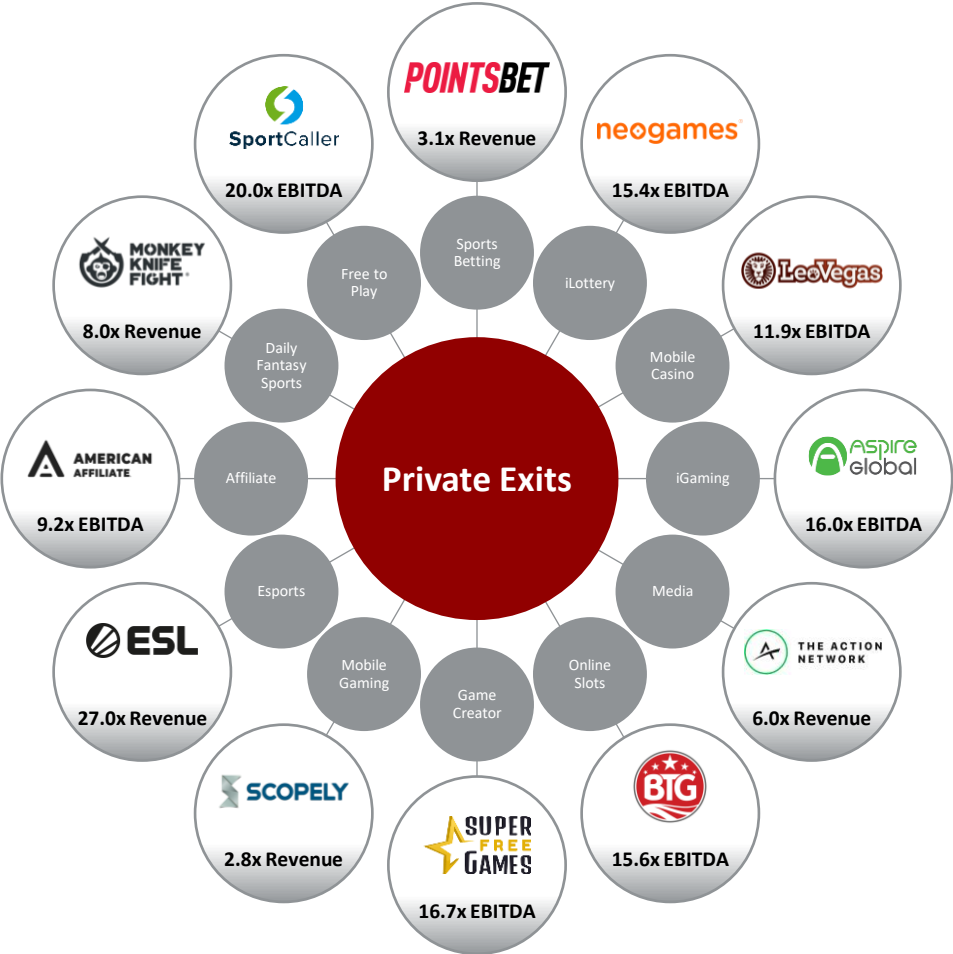 POINTSBET
3.1x Revenue
neogames
15.4x EBITDA
LeoVegas
11.9x EBITDA
Aspire
Global
16.0x EBITDA
THE ACTION
NETWORK
6.0x Revenue
BTG
15.6x EBITDA
SUPER
FREE
GAMES
16.7x EBITDA
SCOPELY
2.8x Revenue
ESL
27.0x Revenue
AMERICAN
AFFILIATE
9.2x EBITDA
MONKEY
KNIFE
FIGHT
8.0x Revenue
SportCaller
20.0x EBITDA
Sports
Betting
iLottery
Mobile
Casino
iGaming
Media
Online
Slots
Game
Creator
Mobile
Gaming
Esports
Affiliate
Daily
Fantasy
Sports
Free to
Play
Private Exits